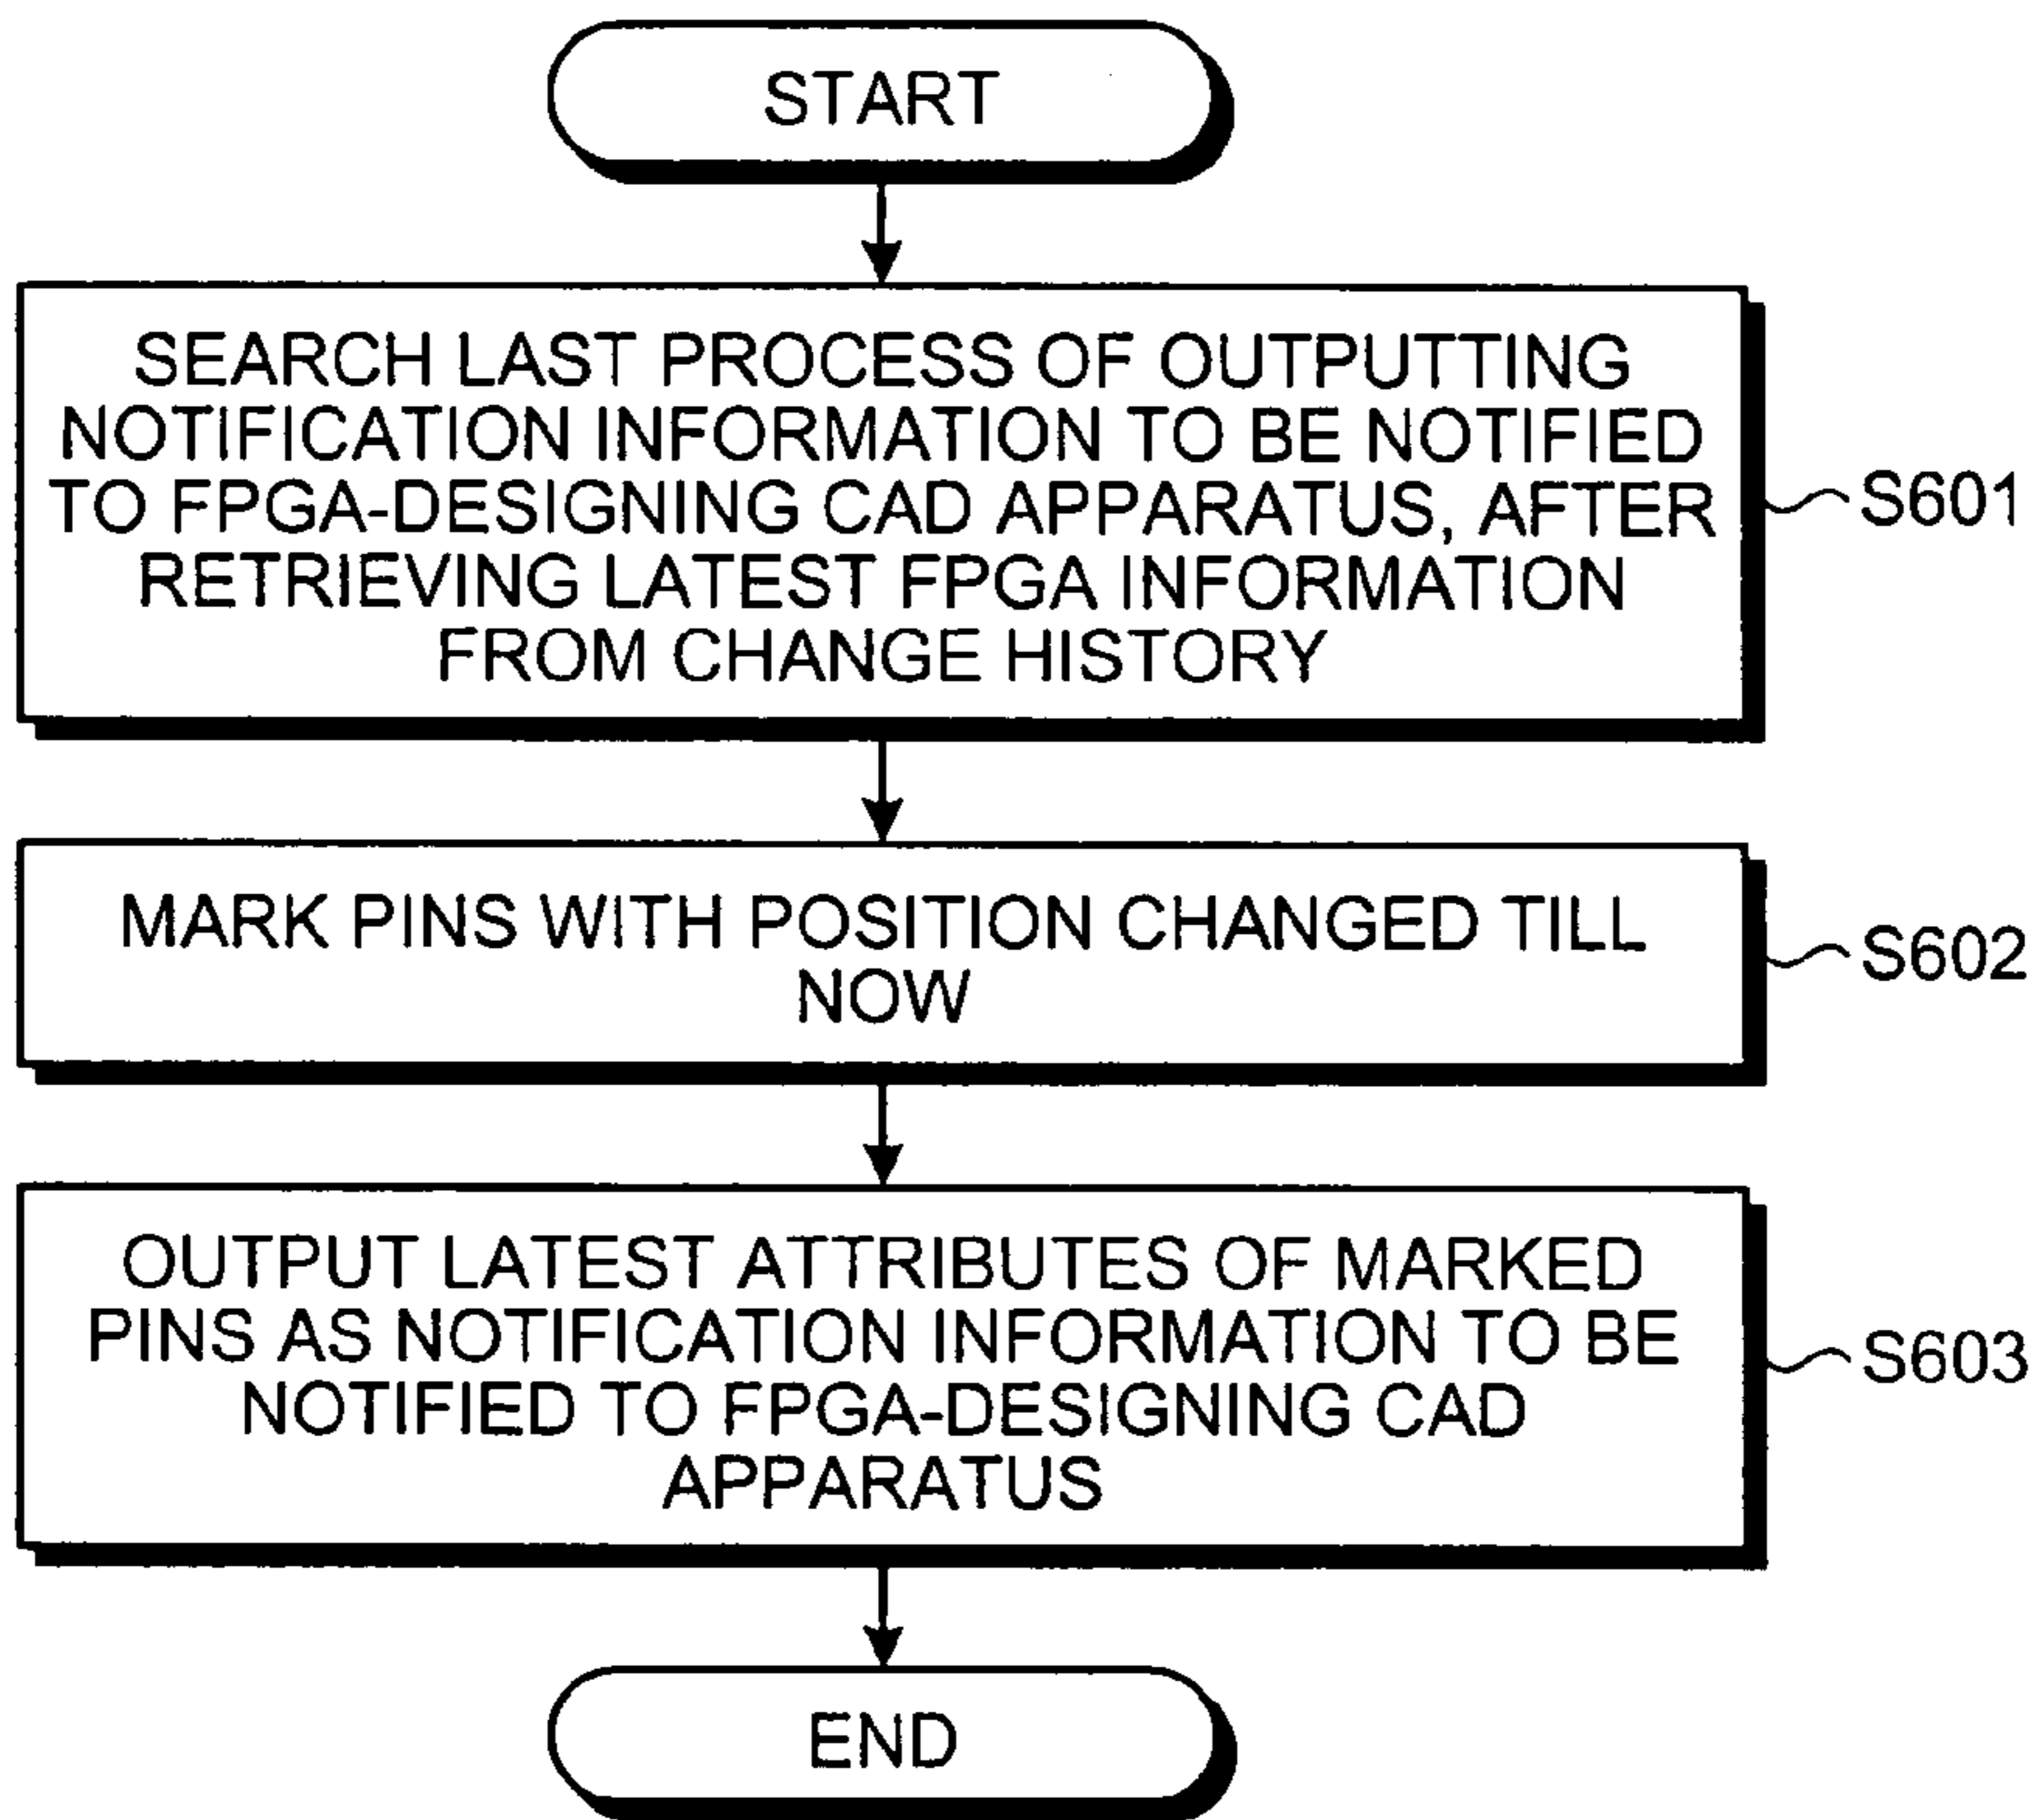 START
SEARCH LAST PROCESS OF OUTPUTTING
NOTIFICATION INFORMATION TO BE NOTIFIED
TO FPGA-DESIGNING CAD APPARATUS, AFTER
RETRIEVING LATEST FPGA INFORMATION
FROM CHANGE HISTORY
S601
MARK PINS WITH POSITION CHANGED TILL
NOW
S602
OUTPUT LATEST ATTRIBUTES OF MARKED
PINS AS NOTIFICATION INFORMATION TO BE
NOTIFIED TO FPGA-DESIGNING CAD
APPARATUS
S603
END